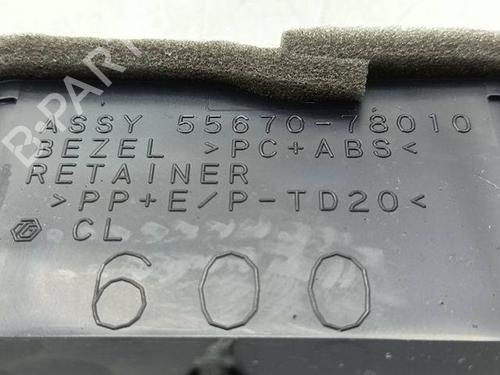 ASSY 55670-78010
BEZEL >PC+ABS<
RETAINER
>PP+E/P-TD20<
CL
600